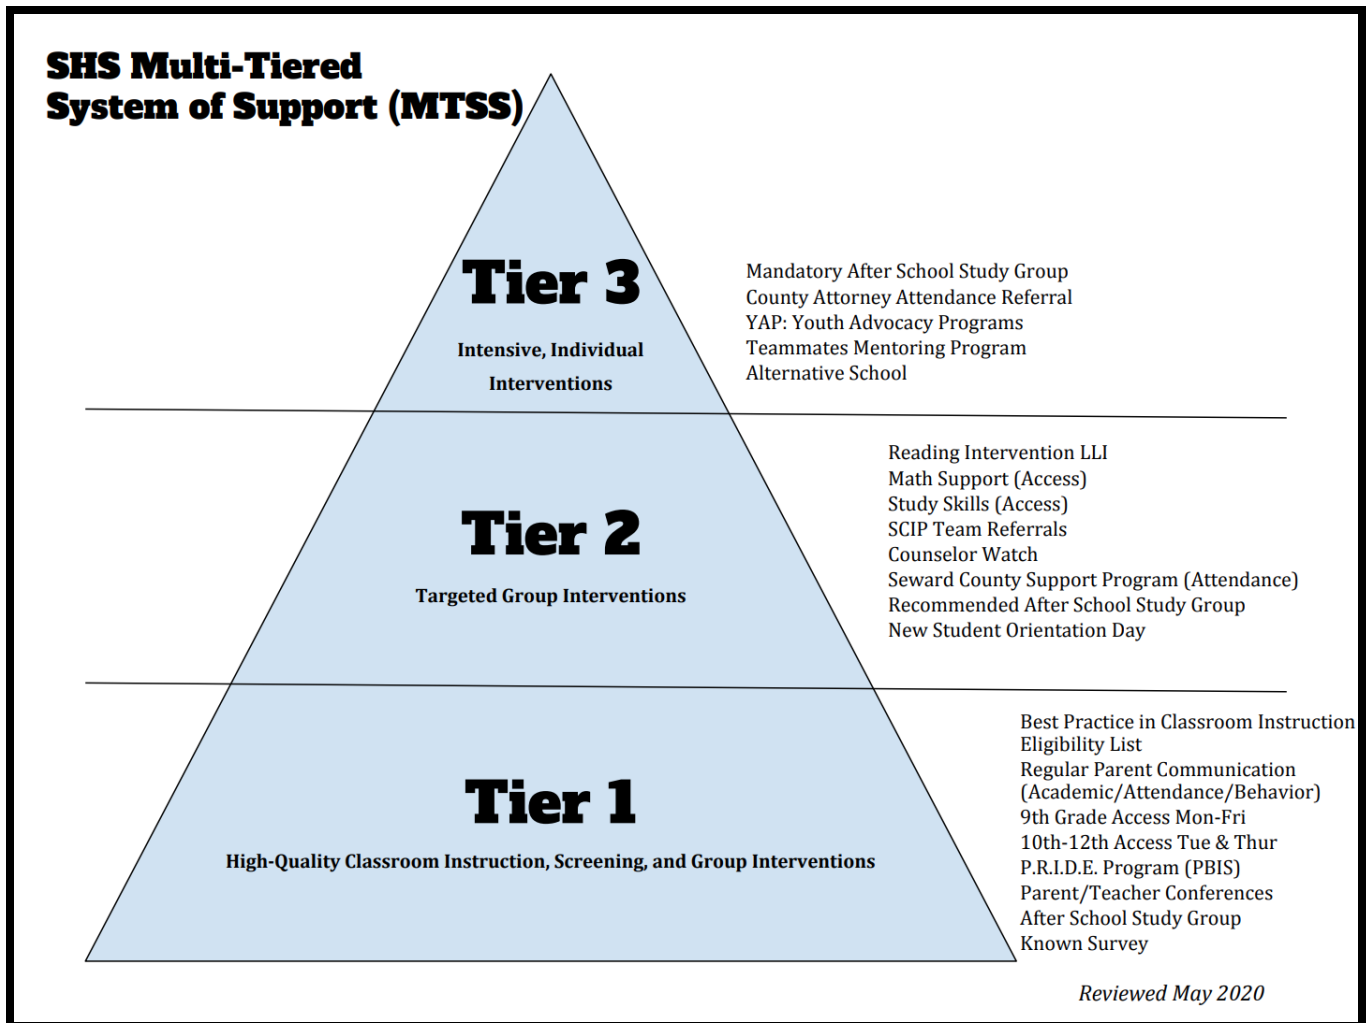 SHS Multi-Tiered
System of Support (MTSS)
Tier 3
Intensive, Individual
Interventions
Mandatory After School Study Group
County Attorney Attendance Referral
YAP: Youth Advocacy Programs
Teammates Mentoring Program
Alternative School
Tier 2
Targeted Group Interventions
Reading Intervention LLI
Math Support (Access)
Study Skills (Access)
SCIP Team Referrals
Counselor Watch
Seward County Support Program (Attendance)
Recommended After School Study Group
New Student Orientation Day
Tier 1
High-Quality Classroom Instruction, Screening, and Group Interventions
Best Practice in Classroom Instruction
Eligibility List
Regular Parent Communication
(Academic/Attendance/Behavior)
9th Grade Access Mon-Fri
10th-12th Access Tue & Thur
P.R.I.D.E. Program (PBIS)
Parent/Teacher Conferences
After School Study Group
Known Survey
Reviewed May 2020